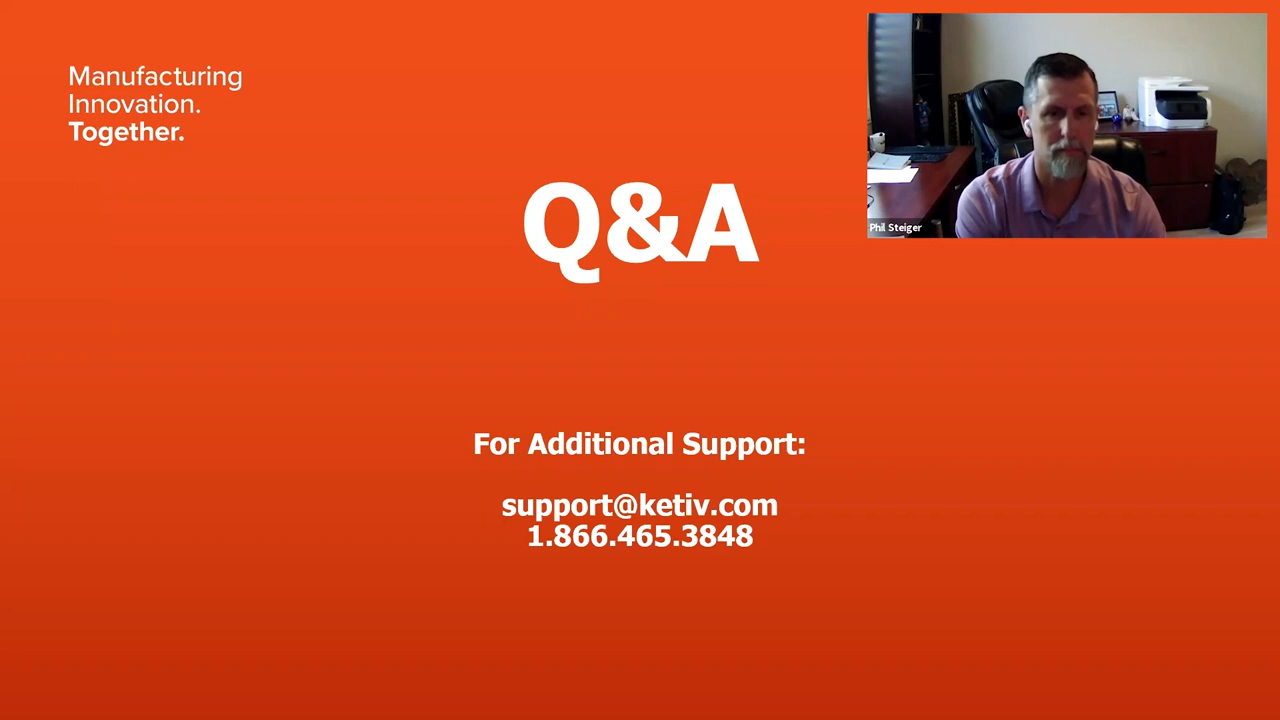 Manufacturing
Innovation.
Together.
Q&A
Phil Steiger
For Additional Support:
support@ketiv.com
1.866.465.3848